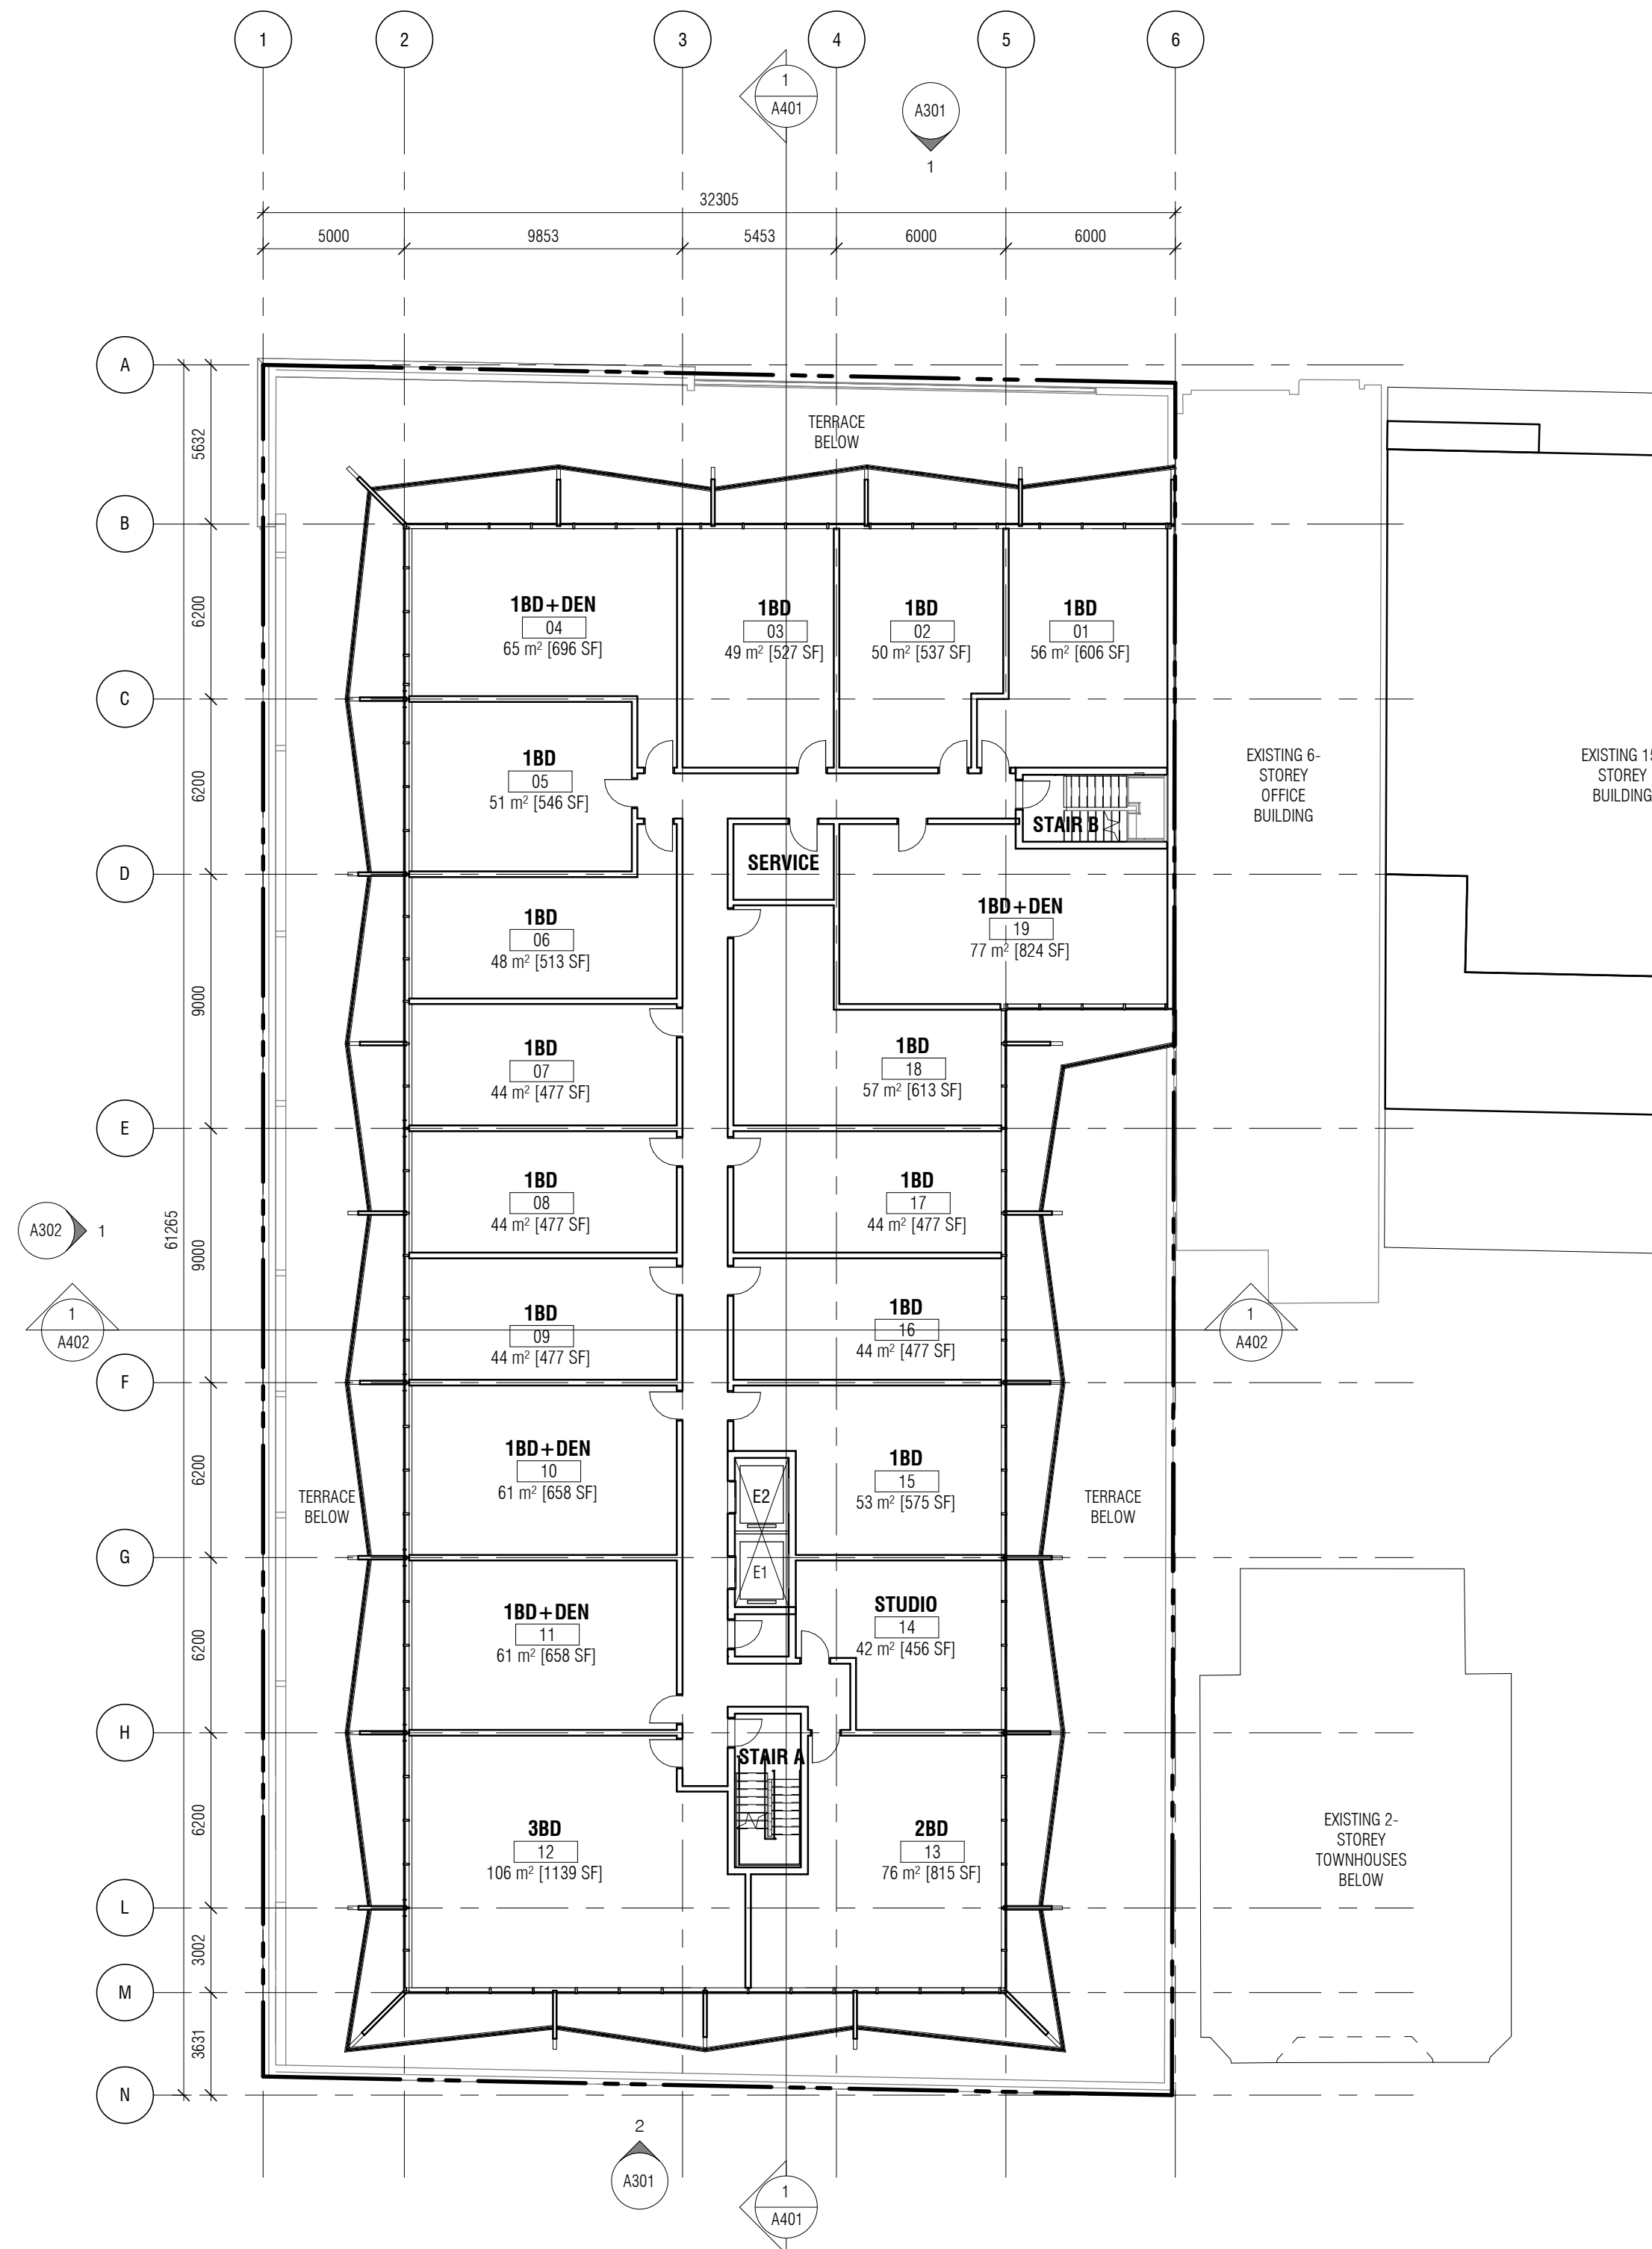 1
2
3
4
5
6
1
A401
A301
1
32305
5000
9853
5453
6000
6000
A
B
C
D
E
F
G
H
L
M
N
5632
6200
6200
9000
9000
6200
6200
6200
3002
3631
61265
TERRACE
BELOW
1BD+DEN
04
65 m² [696 SF]
1BD
03
49 m² [527 SF]
1BD
02
50 m² [537 SF]
1BD
01
56 m² [606 SF]
1BD
05
51 m² [546 SF]
STAIR B
SERVICE
1BD
06
48 m² [513 SF]
1BD+DEN
19
77 m² [824 SF]
1BD
07
44 m² [477 SF]
1BD
18
57 m² [613 SF]
1BD
08
44 m² [477 SF]
1BD
17
44 m² [477 SF]
1BD
09
44 m² [477 SF]
1BD
16
44 m² [477 SF]
1BD+DEN
10
61 m² [658 SF]
E2
E1
1BD
15
53 m² [575 SF]
1BD+DEN
11
61 m² [658 SF]
STUDIO
14
42 m² [456 SF]
STAIR A
3BD
12
106 m² [1139 SF]
2BD
13
76 m² [815 SF]
TERRACE
BELOW
TERRACE
BELOW
EXISTING 6-
STOREY
OFFICE
BUILDING
EXISTING 15
STOREY
BUILDING
EXISTING 2-
STOREY
TOWNHOUSES
BELOW
A302
1
1
A402
1
A402
2
A301
1
A401